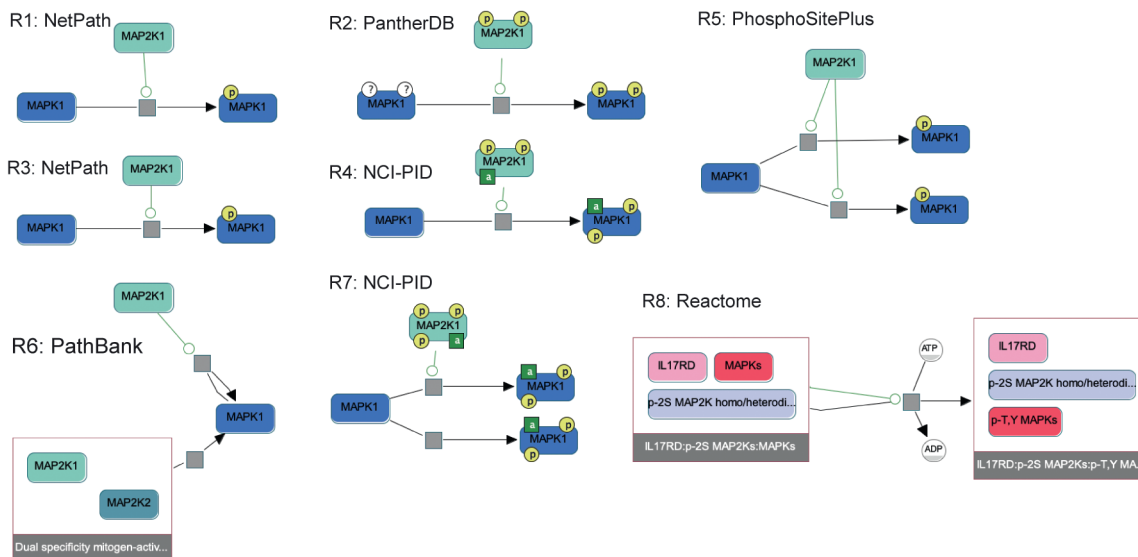 R1: NetPath
MAP2K1
MAPK1
p
MAPK1
R2: PantherDB
p
p
MAP2K1
?
?
MAPK1
p
p
MAPK1
R5: PhosphoSitePlus
MAP2K1
MAPK1
p
MAPK1
p
MAPK1
R3: NetPath
MAP2K1
MAPK1
p
MAPK1
R4: NCI-PID
p
p
MAP2K1
a
MAPK1
a
p
MAPK1
p
R6: PathBank
MAP2K1
MAPK1
MAP2K1
MAP2K2
Dual specificity mitogen-activ...
R7: NCI-PID
p
p
MAP2K1
p
a
MAPK1
a
p
MAPK1
p
a
p
MAPK1
p
R8: Reactome
IL17RD
MAPKs
p-2S MAP2K homo/heterodi...
IL17RD:p-2S MAP2Ks:MAPKs
ATP
ADP
IL17RD
p-2S MAP2K homo/heterodi...
p-T,Y MAPKs
IL17RD:p-2S MAP2Ks:p-T,Y MA...